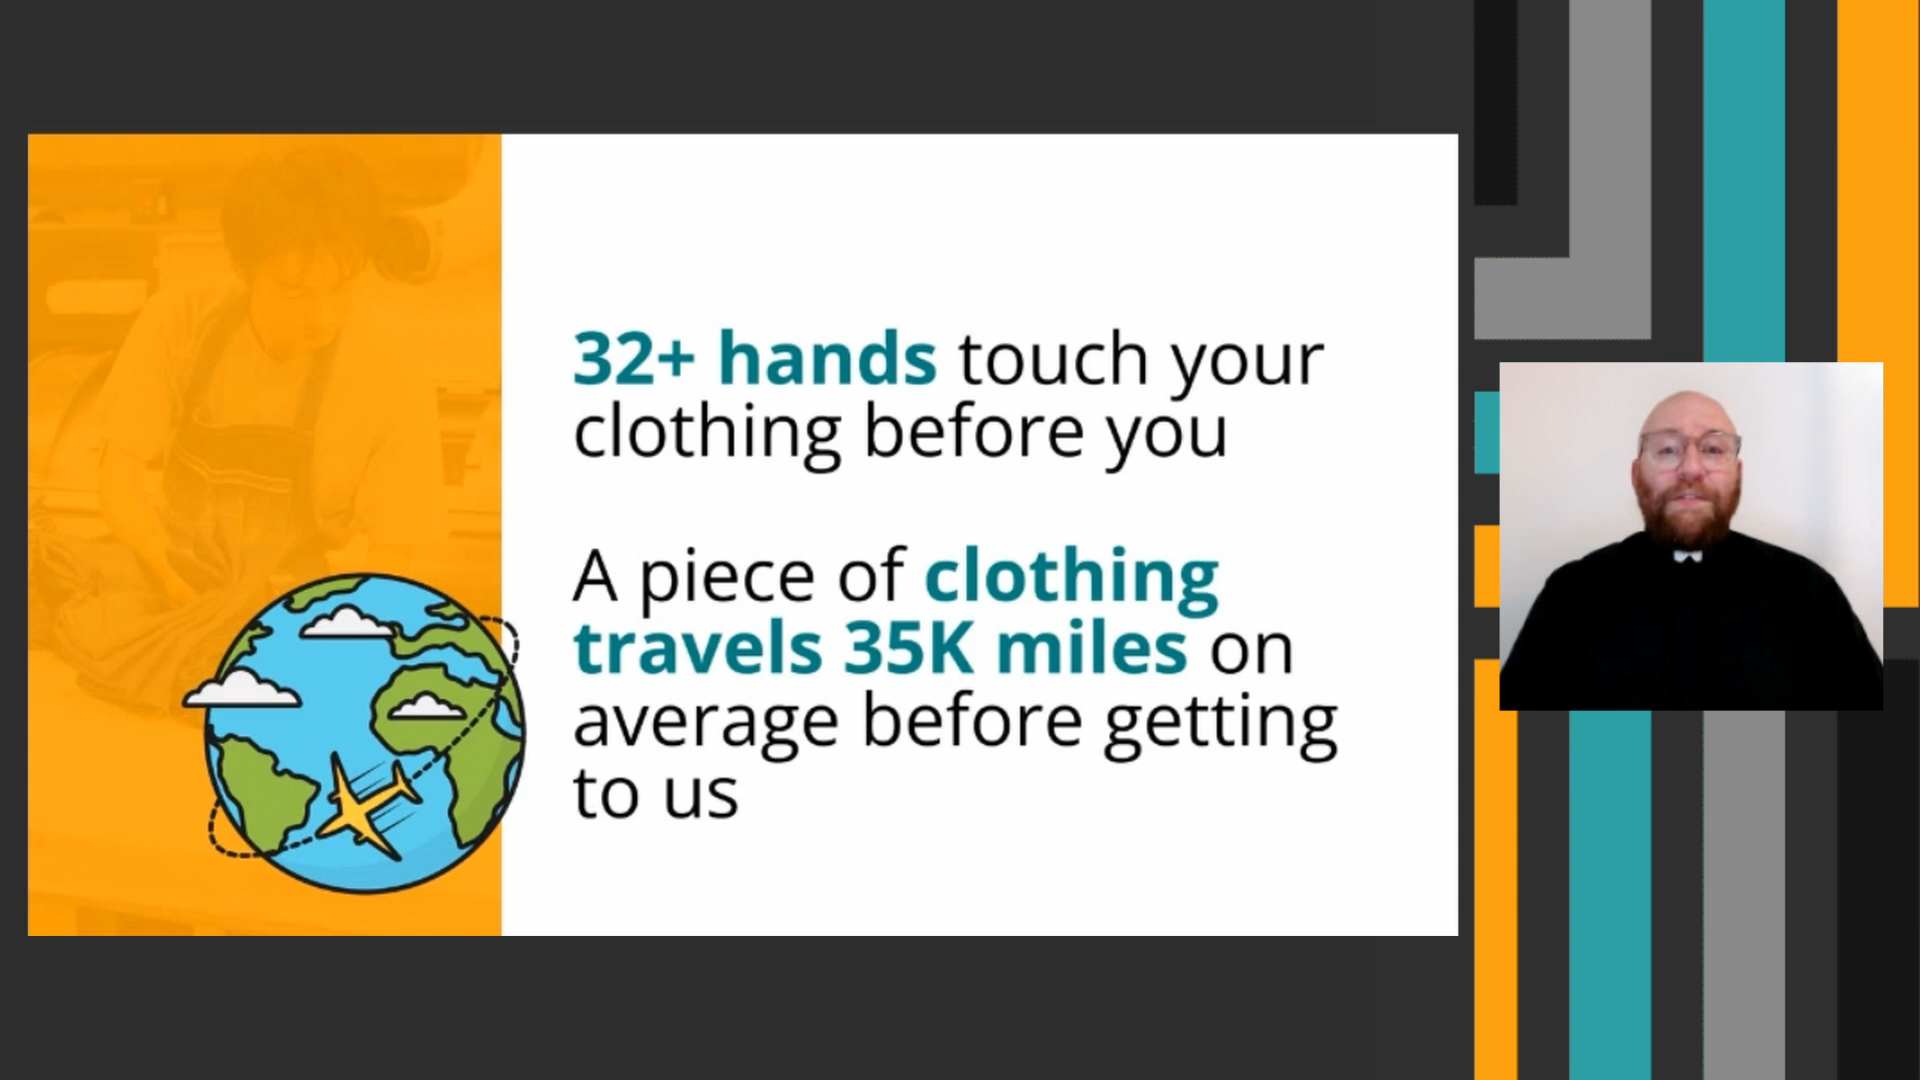 32+ hands touch your
clothing before you
A piece of clothing
travels 35K miles on
average before getting
to us